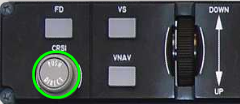 FD VS DOWN
CRSI VNAV
PUSH
DIRECT
UP